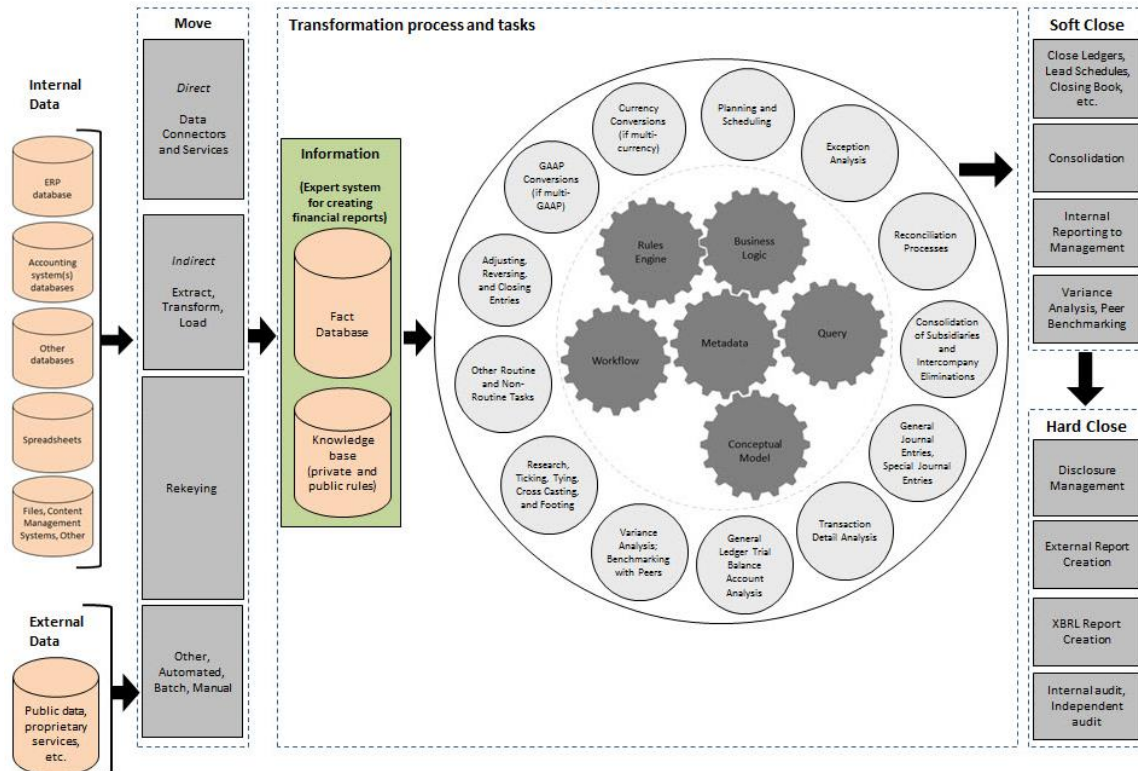 Move
Transformation process and tasks
Soft Close
Internal
Data
ERP
database
Accounting
system(s)
databases
Other
databases
Spreadsheets
Files, Content
Management
Systems, Other
External
Data
Public data,
proprietary
services,
etc.
Direct
Data
Connectors
and Services
Indirect
Extract,
Transform,
Load
Rekeying
Other,
Automated,
Batch, Manual
Information
(Expert system
for creating
financial reports)
Fact
Database
Knowledge
base
(private and
public rules)
Planning and
Scheduling
Exception
Analysis
Reconciliation
Processes
Consolidation
of Subsidiaries
and
Intercompany
Eliminations
General
Journal
Entries,
Special Journal
Entries
Transaction
Detail Analysis
General
Ledger Trial
Balance
Account
Analysis
Variance
Analysis;
Benchmarking
with Peers
Research,
Ticking, Tying,
Cross Casting,
and Footing
Other Routine
and Non-
Routine Tasks
Adjusting,
Reversing,
and Closing
Entries
GAAP
Conversions
(if multi-
GAAP)
Currency
Conversions
(if multi-
currency)
Rules
Engine
Business
Logic
Workflow
Metadata
Query
Conceptual
Model
Close Ledgers,
Lead Schedules,
Closing Book,
etc.
Consolidation
Internal
Reporting to
Management
Variance
Analysis, Peer
Benchmarking
Hard Close
Disclosure
Management
External Report
Creation
XBRL Report
Creation
Internal audit,
Independent
audit